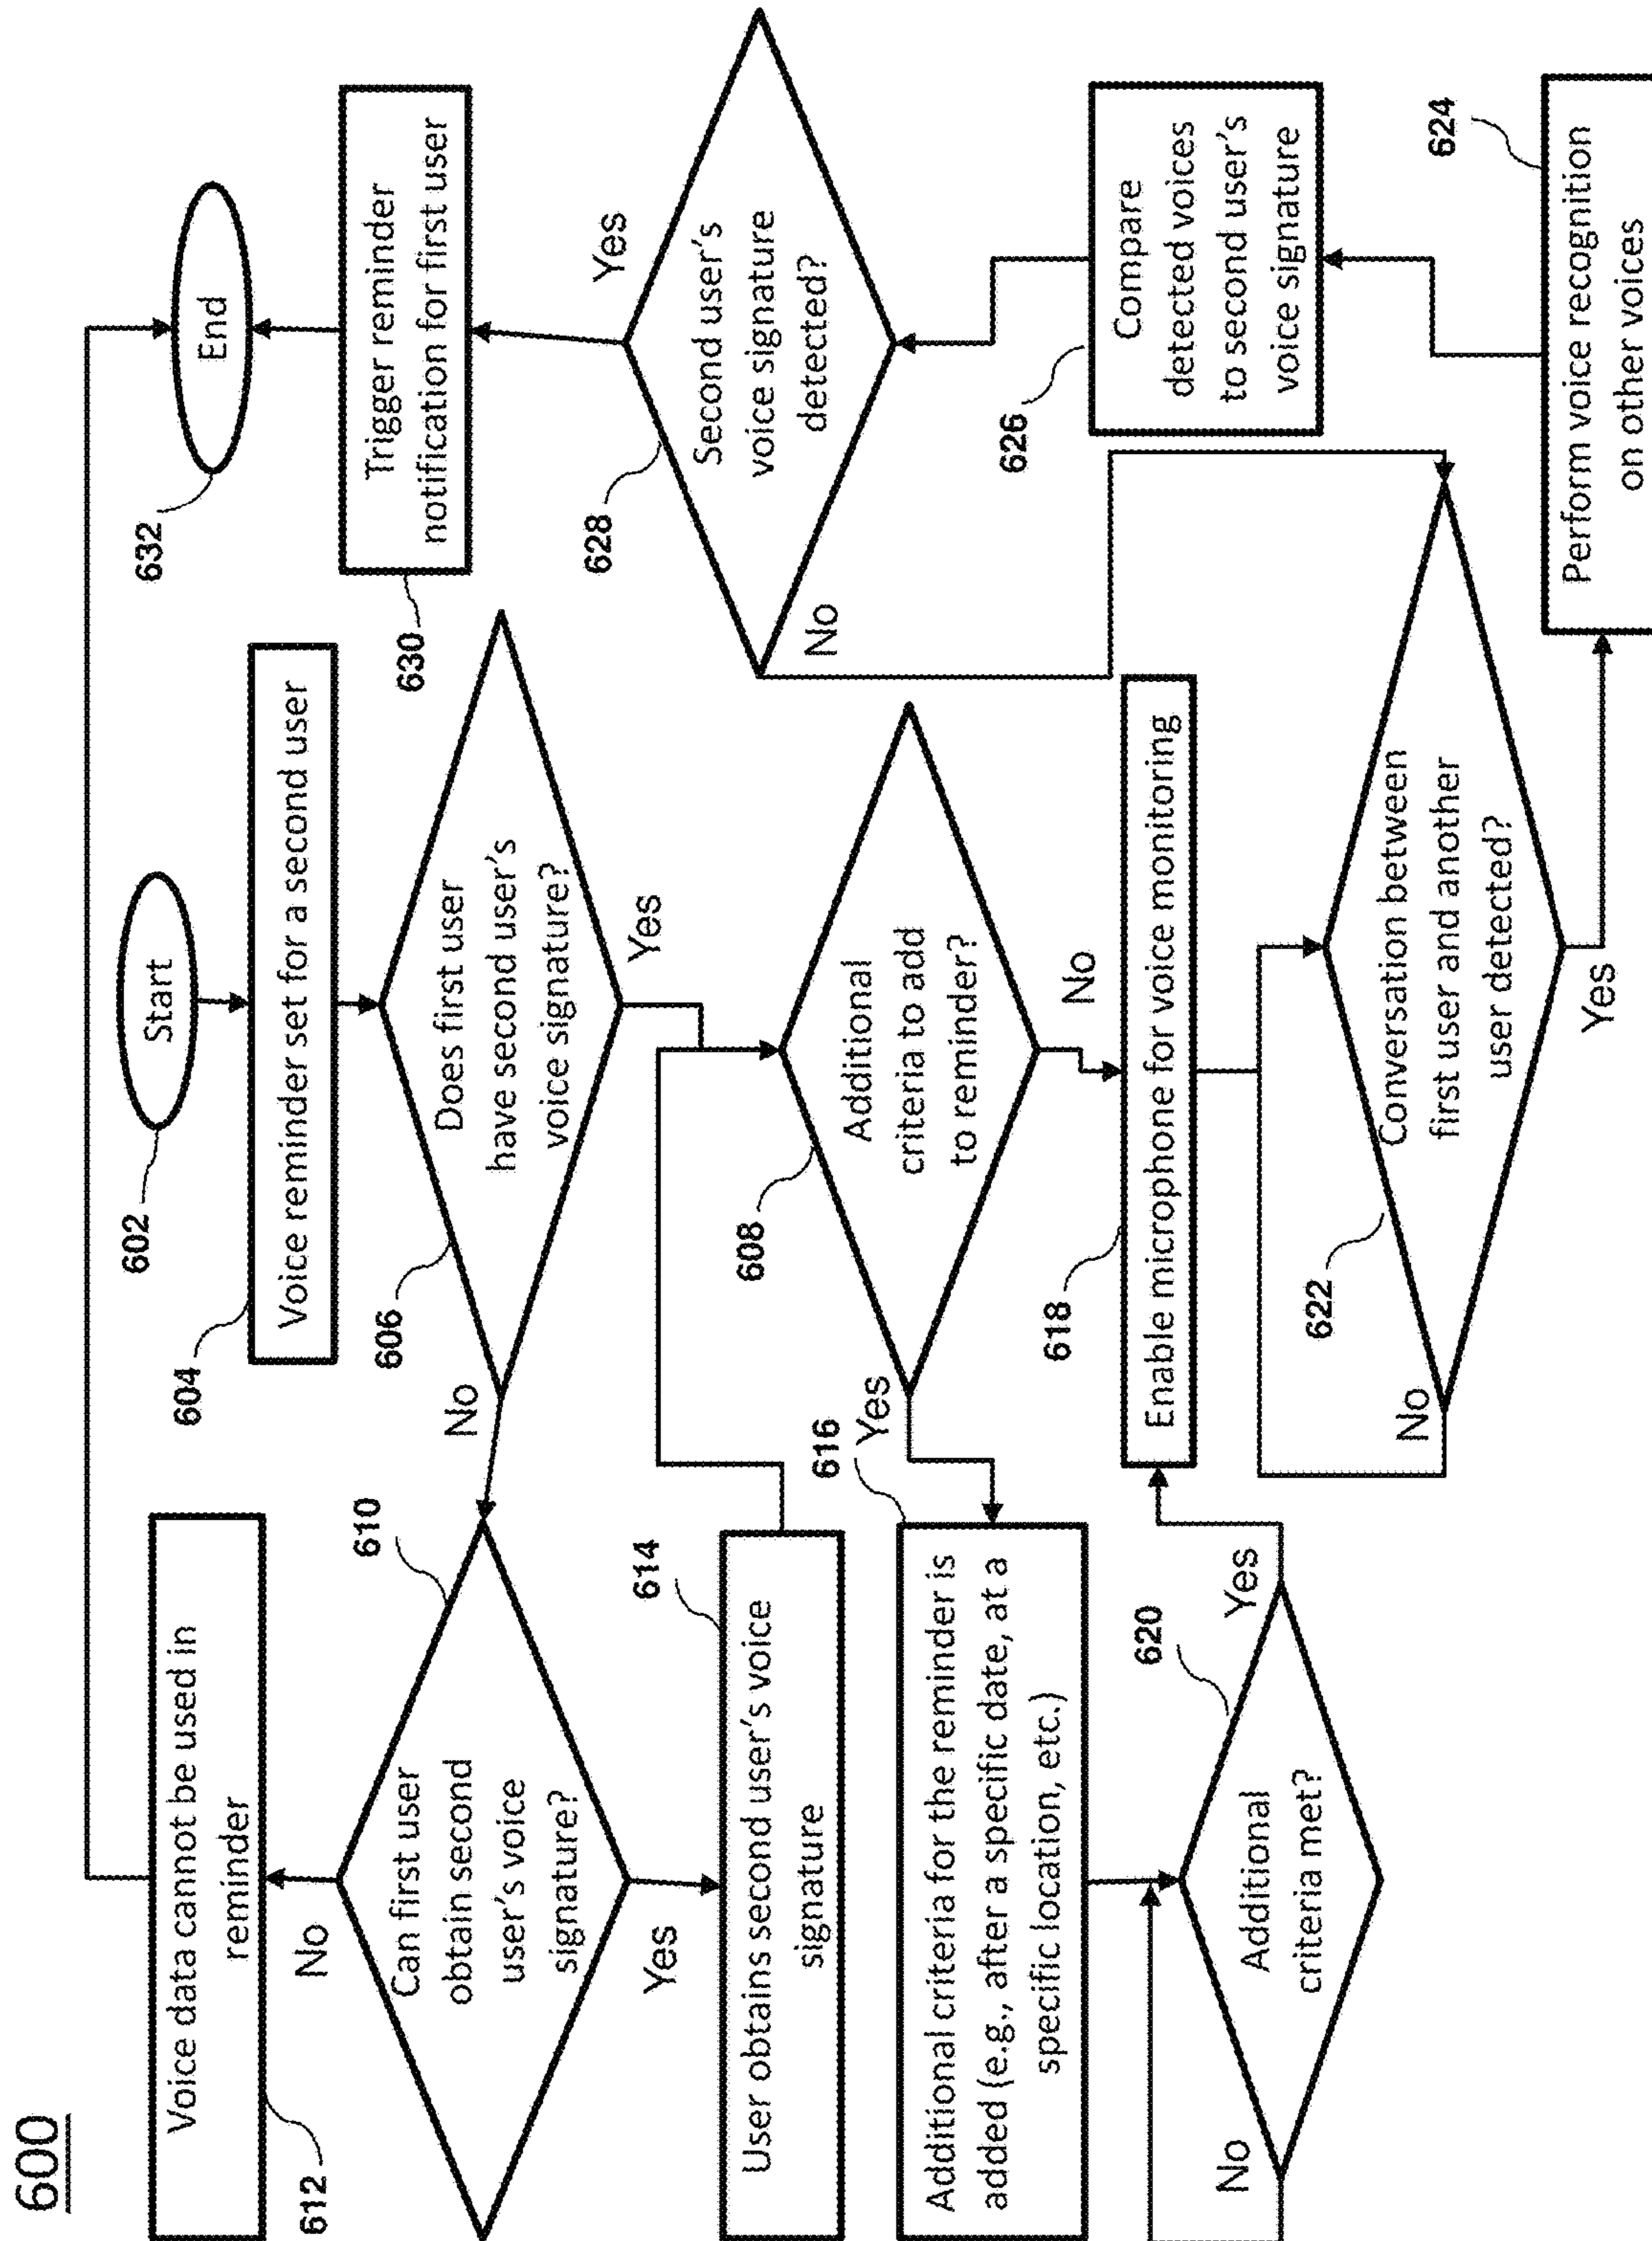 600
602
Start
604
Voice reminder set for a second user
606
Does first user
have second user's
voice signature?
No
Yes
610
Can first user
obtain second
user's voice
signature?
No
Yes
612
Voice data cannot be used in
reminder
614
User obtains second user's voice
signature
608
Additional
criteria to add
to reminder?
Yes
No
616
Additional criteria for the reminder is
added (e.g., after a specific date, at a
specific location, etc.)
620
Additional
criteria met?
No
Yes
618
Enable microphone for voice monitoring
622
Conversation between
first user and another
user detected?
No
Yes
624
Perform voice recognition
on other voices
626
Compare
detected voices
to second user's
voice signature
628
Second user's
voice signature
detected?
No
Yes
630
Trigger reminder
notification for first user
632
End